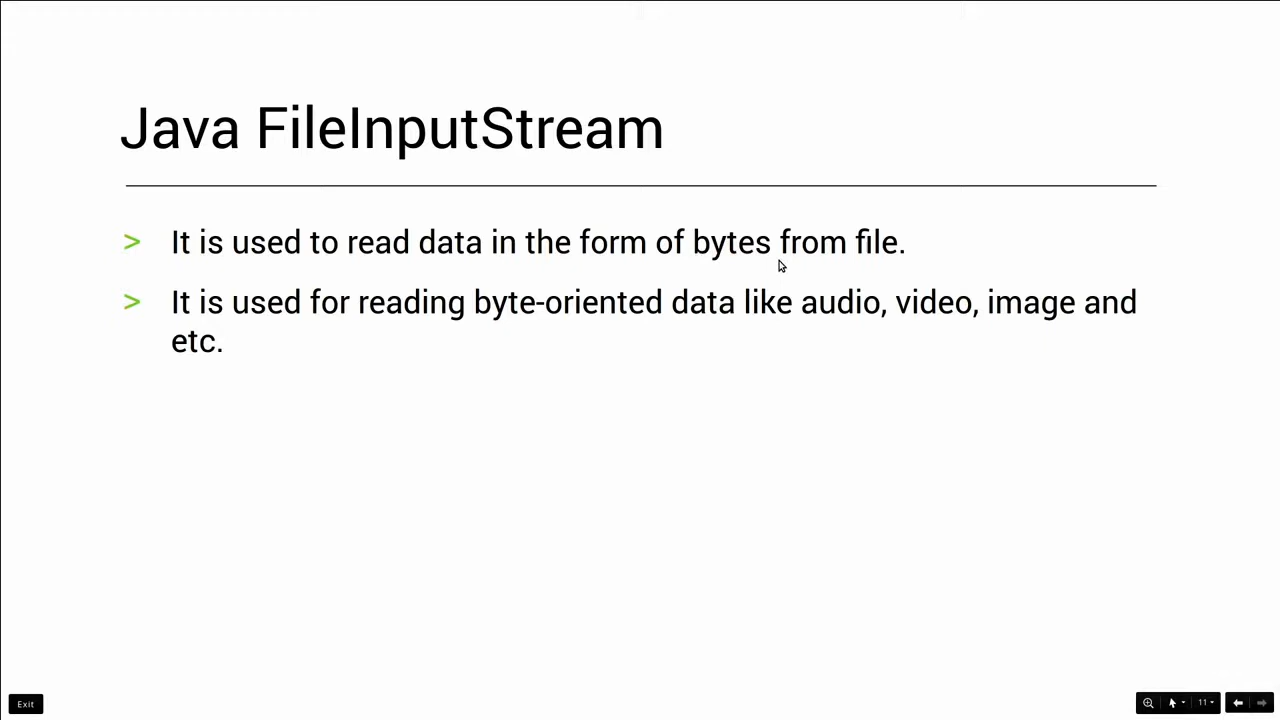 Java FileInputStream
> It is used to read data in the form of bytes from file.
> It is used for reading byte-oriented data like audio, video, image and
etc.
Exit
11